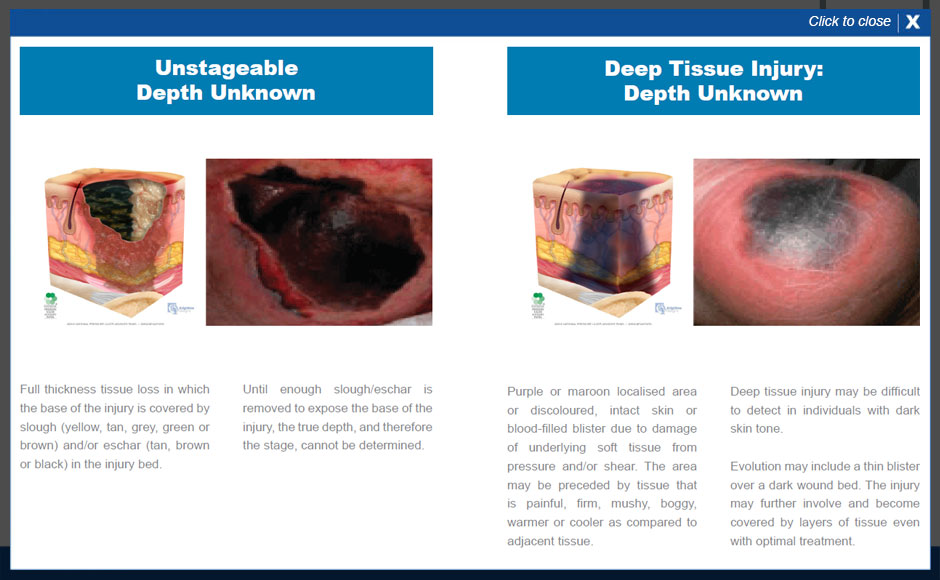 Click to close X
Unstageable
Depth Unknown
Deep Tissue Injury:
Depth Unknown
Full thickness tissue loss in which
the base of the injury is covered by
slough (yellow, tan, grey, green or
brown) and/or eschar (tan, brown
or black) in the injury bed.
Until enough slough/eschar is
removed to expose the base of the
injury, the true depth, and therefore
the stage, cannot be determined.
Purple or maroon localised area
or discoloured, intact skin or
blood-filled blister due to damage
of underlying soft tissue from
pressure and/or shear. The area
may be preceded by tissue that
is painful, firm, mushy, boggy,
warmer or cooler as compared to
adjacent tissue.
Deep tissue injury may be difficult
to detect in individuals with dark
skin tone.
Evolution may include a thin blister
over a dark wound bed. The injury
may further involve and become
covered by layers of tissue even
with optimal treatment.